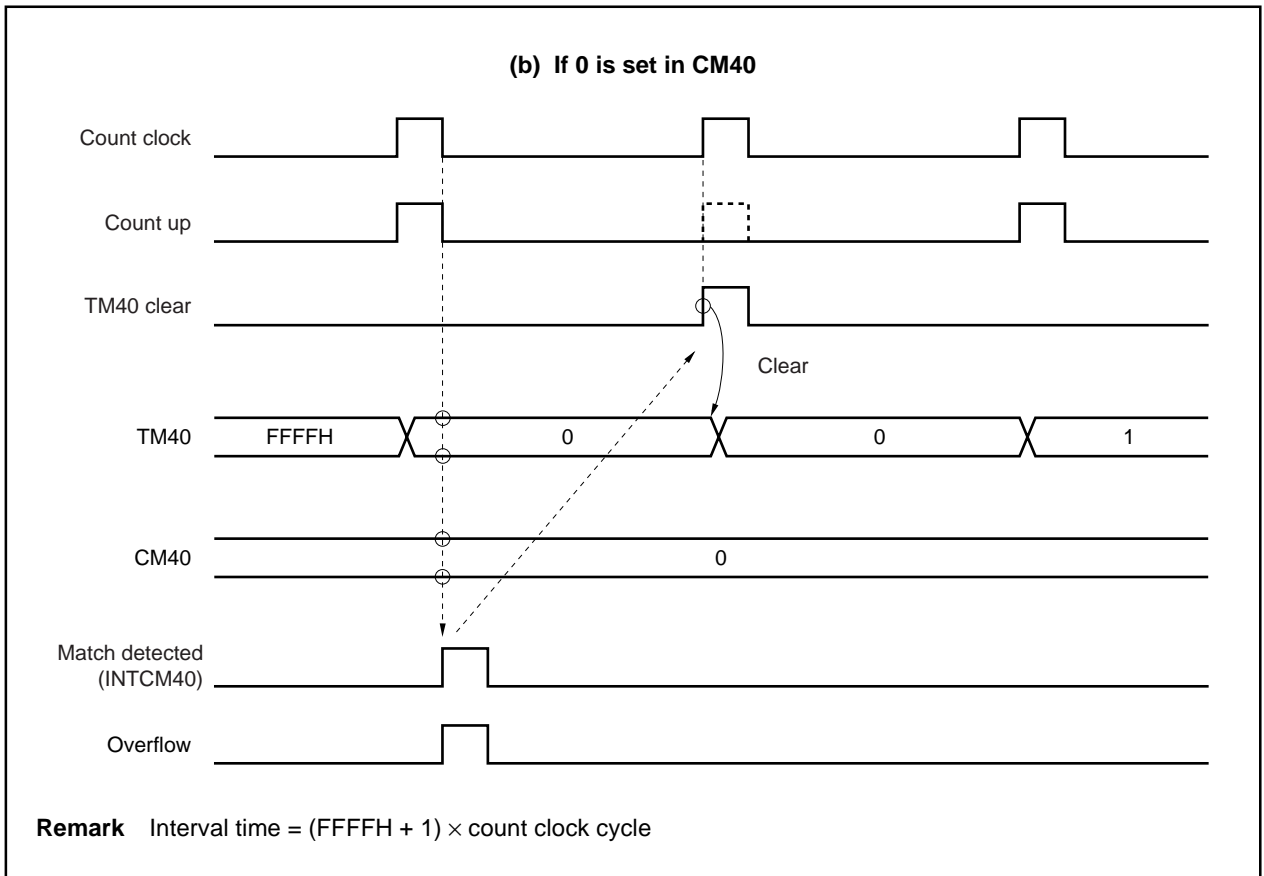 (b) If 0 is set in CM40
Count clock
Count up
TM40 clear
Clear
TM40
FFFFH
0
0
1
CM40
0
Match detected
(INTCM40)
Overflow
Remark Interval time = (FFFFH + 1) × count clock cycle